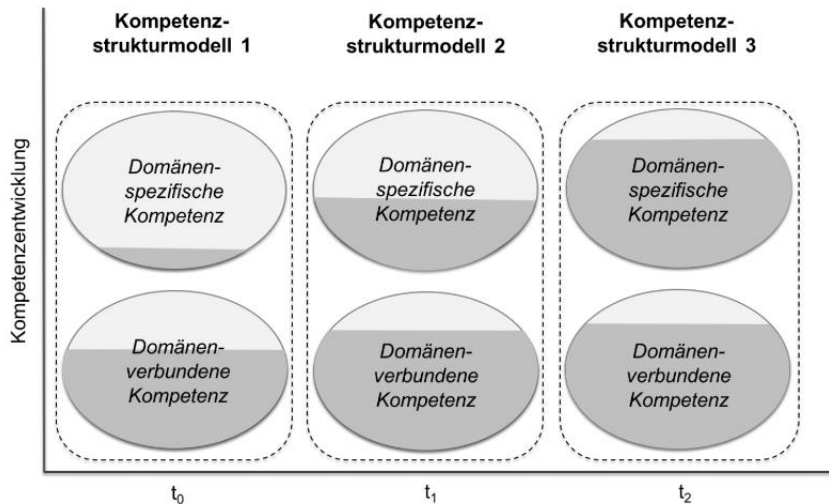 Kompetenz-
strukturmodell 1
Kompetenz-
strukturmodell 2
Kompetenz-
strukturmodell 3
Kompetenzentwicklung
Domänen-
spezifische
Kompetenz
Domänen-
spezifische
Kompetenz
Domänen-
spezifische
Kompetenz
Domänen-
verbundene
Kompetenz
Domänen-
verbundene
Kompetenz
Domänen-
verbundene
Kompetenz
t₀
t₁
t₂